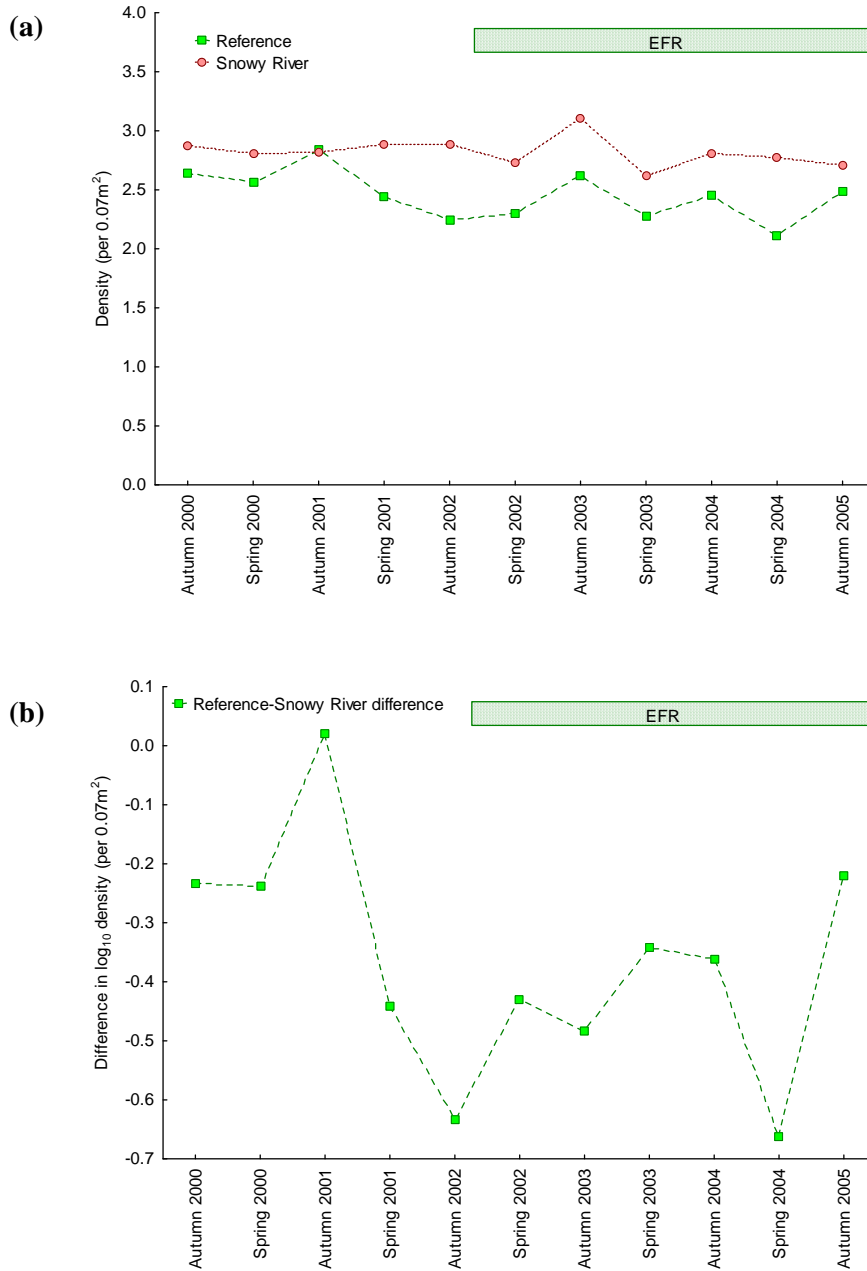 (a)
4.0
3.5
3.0
2.5
2.0
1.5
1.0
0.5
0.0
Density (per 0.07m²)
Reference
Snowy River
EFR
Autumn 2000
Spring 2000
Autumn 2001
Spring 2001
Autumn 2002
Spring 2002
Autumn 2003
Spring 2003
Autumn 2004
Spring 2004
Autumn 2005
(b)
0.1
0.0
-0.1
-0.2
-0.3
-0.4
-0.5
-0.6
-0.7
Difference in log₁₀ density (per 0.07m²)
Reference-Snowy River difference
EFR
Autumn 2000
Spring 2000
Autumn 2001
Spring 2001
Autumn 2002
Spring 2002
Autumn 2003
Spring 2003
Autumn 2004
Spring 2004
Autumn 2005